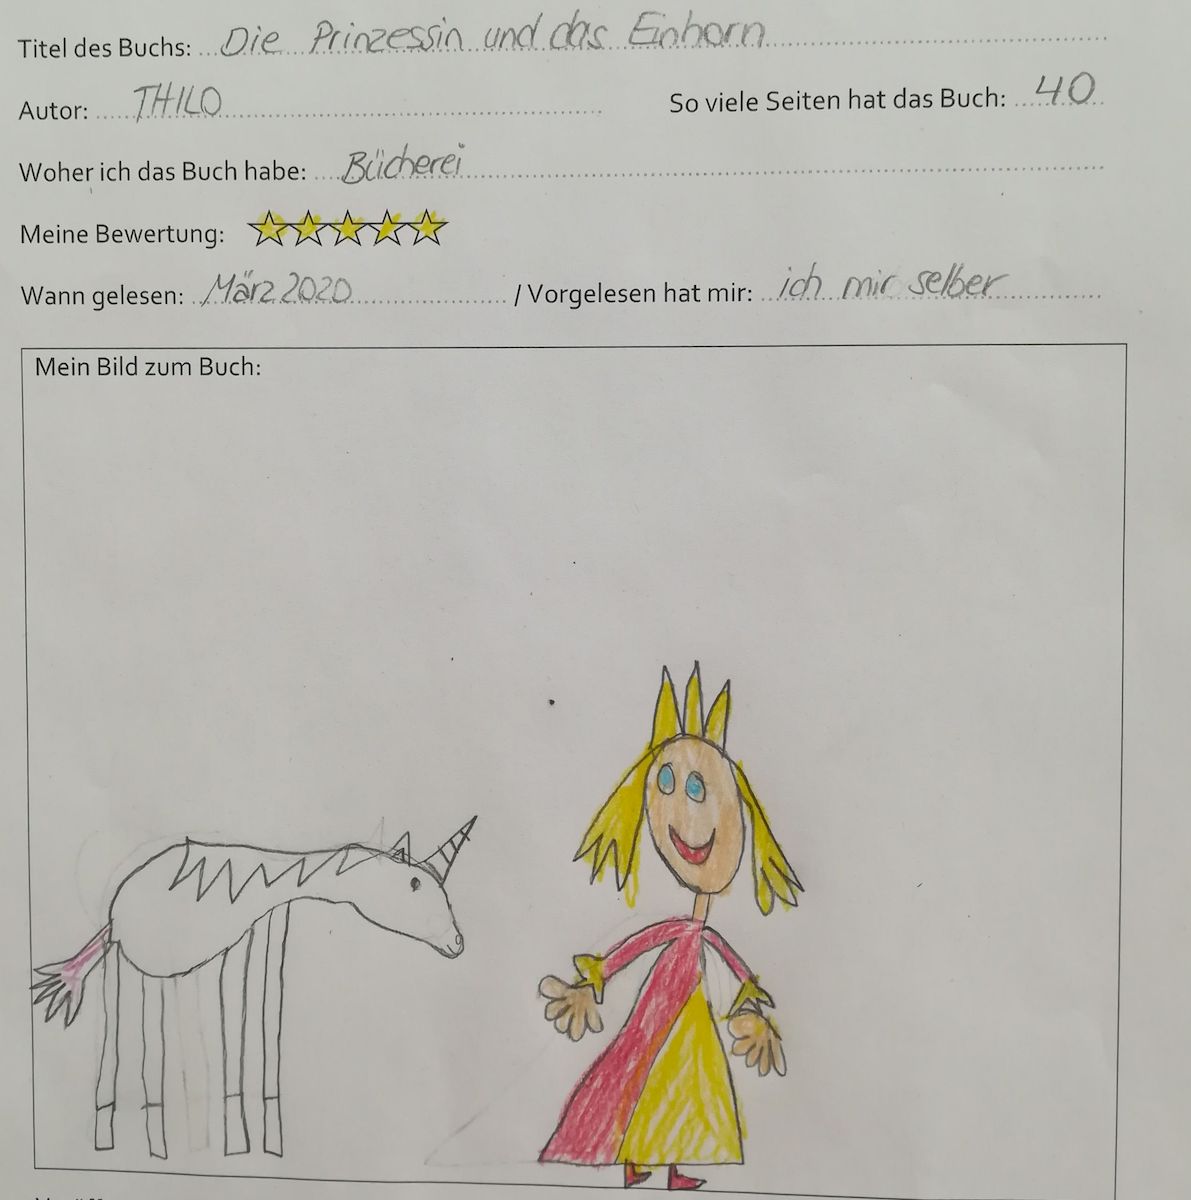 Titel des Buchs: Die Prinzessin und das Einhorn
Autor: THILO So viele Seiten hat das Buch: 40
Woher ich das Buch habe: Bücherei
Meine Bewertung:
Wann gelesen: März 2020 / Vorgelesen hat mir: ich mir selber
Mein Bild zum Buch: